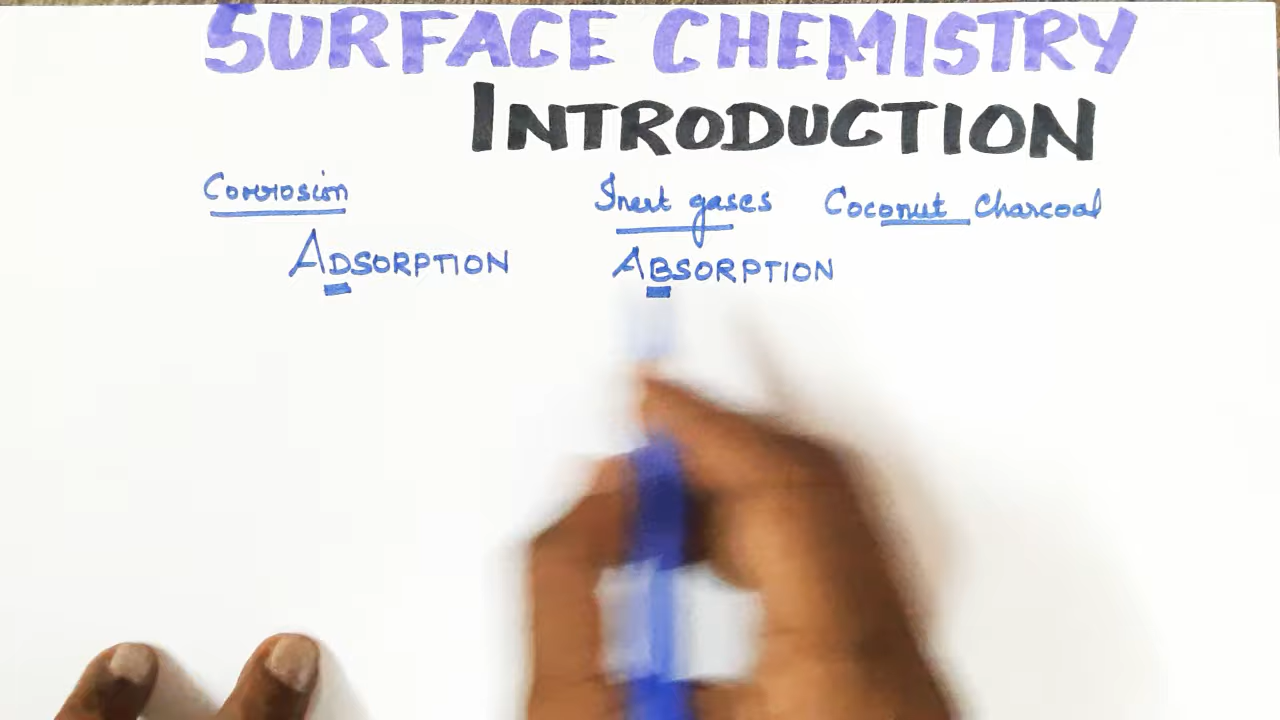 SURFACE CHEMISTRY
INTRODUCTION
Corrosion Inert gases Coconut Charcoal
ADSORPTION ABSORPTION